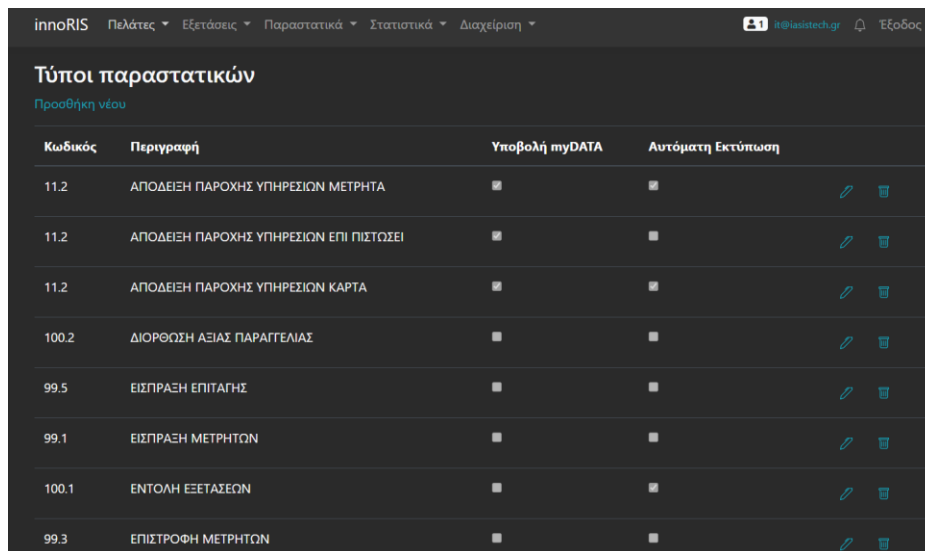 innoRIS Πελάτες Εξετάσεις Παραστατικά Στατιστικά Διαχείριση 1 it@iasistech.gr Έξοδος
Τύποι παραστατικών
Προσθήκη νέου
Κωδικός Περιγραφή Υποβολή myDATA Αυτόματη Εκτύπωση
11.2 ΑΠΟΔΕΙΞΗ ΠΑΡΟΧΗΣ ΥΠΗΡΕΣΙΩΝ ΜΕΤΡΗΤΑ
11.2 ΑΠΟΔΕΙΞΗ ΠΑΡΟΧΗΣ ΥΠΗΡΕΣΙΩΝ ΕΠΙ ΠΙΣΤΩΣΕΙ
11.2 ΑΠΟΔΕΙΞΗ ΠΑΡΟΧΗΣ ΥΠΗΡΕΣΙΩΝ ΚΑΡΤΑ
100.2 ΔΙΟΡΘΩΣΗ ΑΞΙΑΣ ΠΑΡΑΓΓΕΛΙΑΣ
99.5 ΕΙΣΠΡΑΞΗ ΕΠΙΤΑΓΗΣ
99.1 ΕΙΣΠΡΑΞΗ ΜΕΤΡΗΤΩΝ
100.1 ΕΝΤΟΛΗ ΕΞΕΤΑΣΕΩΝ
99.3 ΕΠΙΣΤΡΟΦΗ ΜΕΤΡΗΤΩΝ